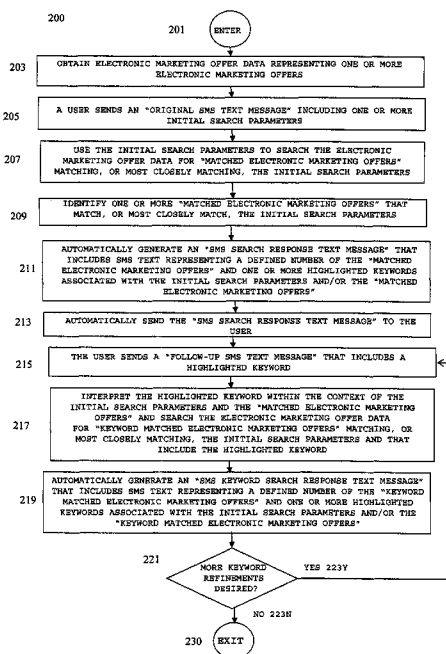 200
201 ENTER
203
OBTAIN ELECTRONIC MARKETING OFFER DATA REPRESENTING ONE OR MORE
ELECTRONIC MARKETING OFFERS
205
A USER SENDS AN "ORIGINAL SMS TEXT MESSAGE" INCLUDING ONE OR MORE
INITIAL SEARCH PARAMETERS
207
USE THE INITIAL SEARCH PARAMETERS TO SEARCH THE ELECTRONIC
MARKETING OFFER DATA FOR "MATCHED ELECTRONIC MARKETING OFFERS"
MATCHING, OR MOST CLOSELY MATCHING, THE INITIAL SEARCH PARAMETERS
209
IDENTIFY ONE OR MORE "MATCHED ELECTRONIC MARKETING OFFERS" THAT
MATCH, OR MOST CLOSELY MATCH, THE INITIAL SEARCH PARAMETERS
211
AUTOMATICALLY GENERATE AN "SMS SEARCH RESPONSE TEXT MESSAGE" THAT
INCLUDES SMS TEXT REPRESENTING A DEFINED NUMBER OF THE "MATCHED
ELECTRONIC MARKETING OFFERS" AND ONE OR MORE HIGHLIGHTED KEYWORDS
ASSOCIATED WITH THE INITIAL SEARCH PARAMETERS AND/OR THE "MATCHED
ELECTRONIC MARKETING OFFERS"
213
AUTOMATICALLY SEND THE "SMS SEARCH RESPONSE TEXT MESSAGE" TO THE
USER
215
THE USER SENDS A "FOLLOW-UP SMS TEXT MESSAGE" THAT INCLUDES A
HIGHLIGHTED KEYWORD
217
INTERPRET THE HIGHLIGHTED KEYWORD WITHIN THE CONTEXT OF THE
INITIAL SEARCH PARAMETERS AND THE "MATCHED ELECTRONIC MARKETING
OFFERS" AND SEARCH THE ELECTRONIC MARKETING OFFER DATA
FOR "KEYWORD MATCHED ELECTRONIC MARKETING OFFERS" MATCHING, OR
MOST CLOSELY MATCHING, THE INITIAL SEARCH PARAMETERS AND THAT
INCLUDE THE HIGHLIGHTED KEYWORD
219
AUTOMATICALLY GENERATE AN "SMS KEYWORD SEARCH RESPONSE TEXT MESSAGE"
THAT INCLUDES SMS TEXT REPRESENTING A DEFINED NUMBER OF THE "KEYWORD
MATCHED ELECTRONIC MARKETING OFFERS" AND ONE OR MORE HIGHLIGHTED
KEYWORDS ASSOCIATED WITH THE INITIAL SEARCH PARAMETERS AND/OR THE
"KEYWORD MATCHED ELECTRONIC MARKETING OFFERS"
221
MORE KEYWORD
REFINEMENTS
DESIRED?
YES 223Y
NO 223N
230 EXIT